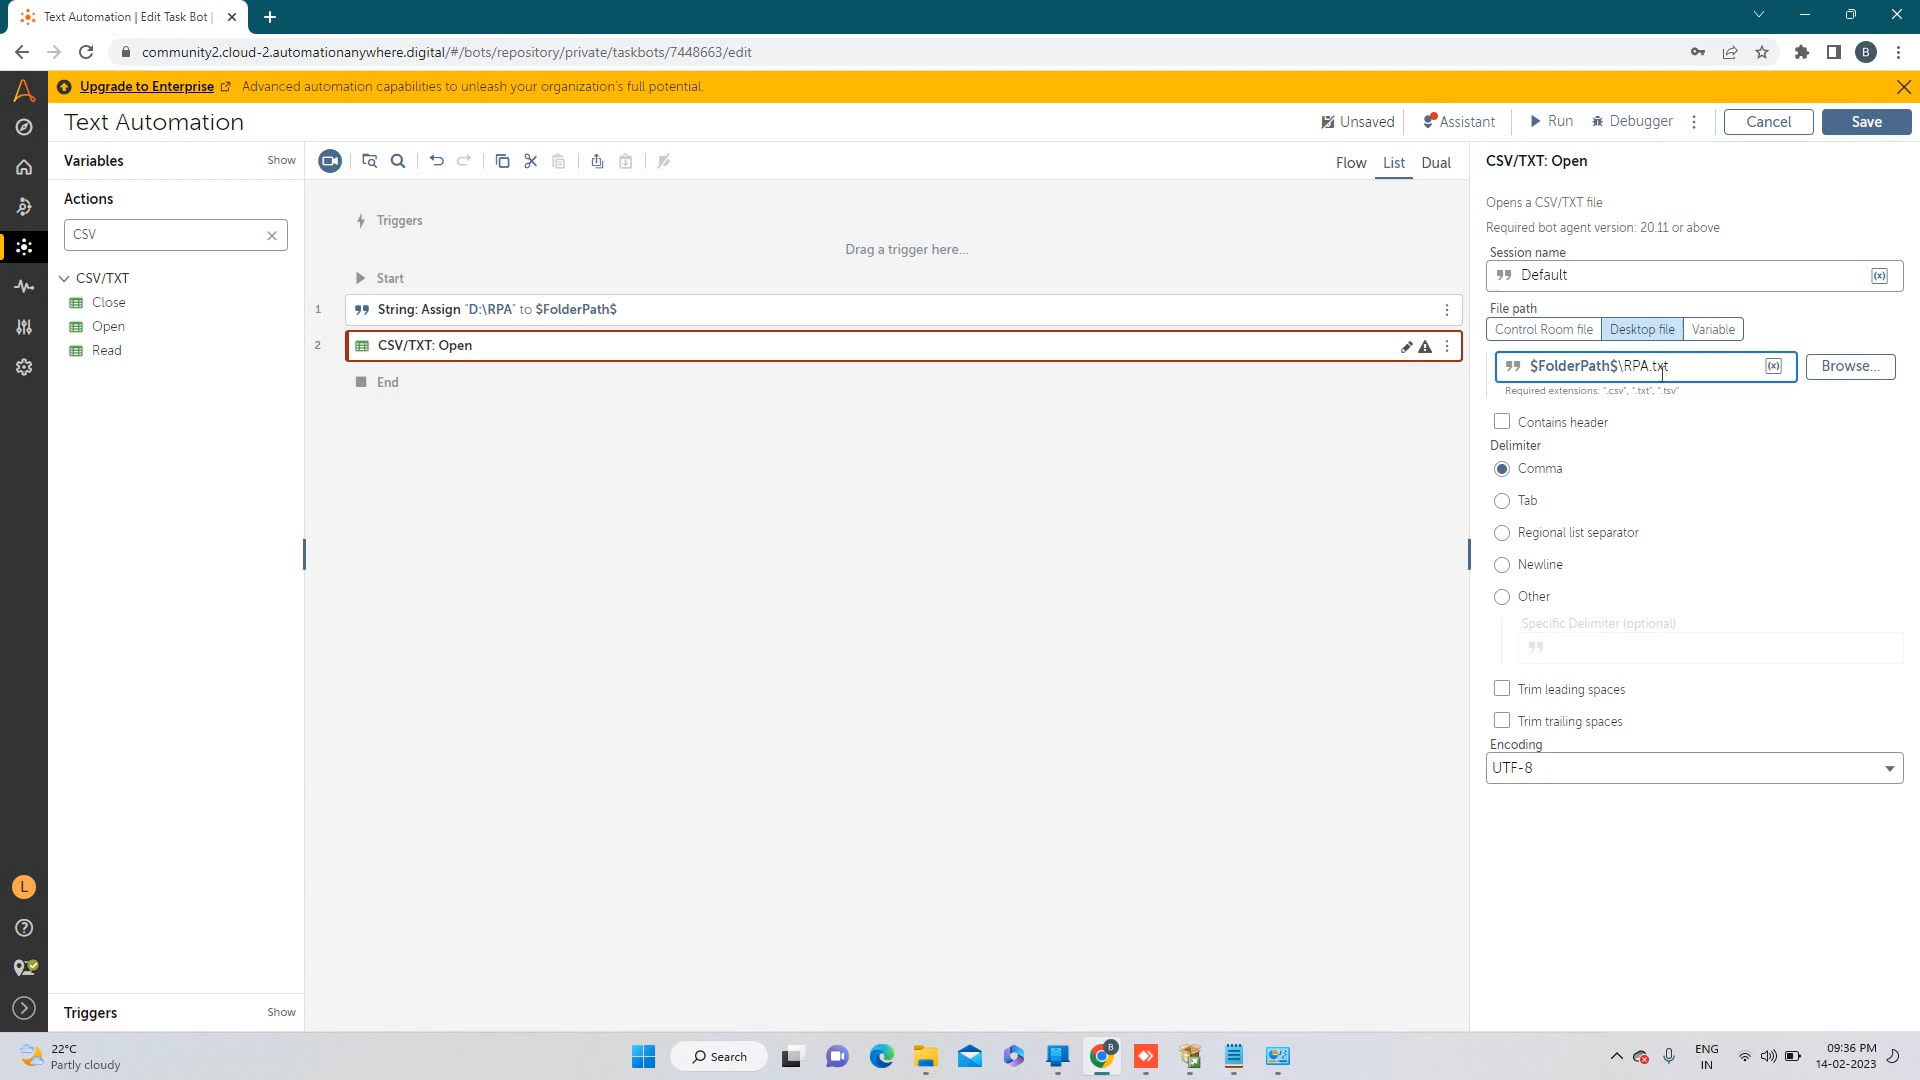 Text Automation | Edit Task Bot |
community2.cloud-2.automationanywhere.digital/#/bots/repository/private/taskbots/7448663/edit
B
Upgrade to Enterprise Advanced automation capabilities to unleash your organization's full potential.
Text Automation
Unsaved
Assistant
Run
Debugger
Cancel
Save
Variables
Show
Flow
List
Dual
CSV/TXT: Open
Actions
CSV
CSV/TXT
Close
Open
Read
Triggers
Drag a trigger here...
Start
1
String: Assign "D:\RPA" to $FolderPath$
2
CSV/TXT: Open
End
Opens a CSV/TXT file
Required bot agent version: 20.11 or above
Session name
Default
(x)
File path
Control Room file
Desktop file
Variable
$FolderPath$\RPA.txt
(x)
Browse...
Required extensions: ".csv", ".txt", ".tsv"
Contains header
Delimiter
Comma
Tab
Regional list separator
Newline
Other
Specific Delimiter (optional)
Trim leading spaces
Trim trailing spaces
Encoding
UTF-8
L
Triggers
Show
22°C
Partly cloudy
Search
B
ENG
IN
09:36 PM
14-02-2023